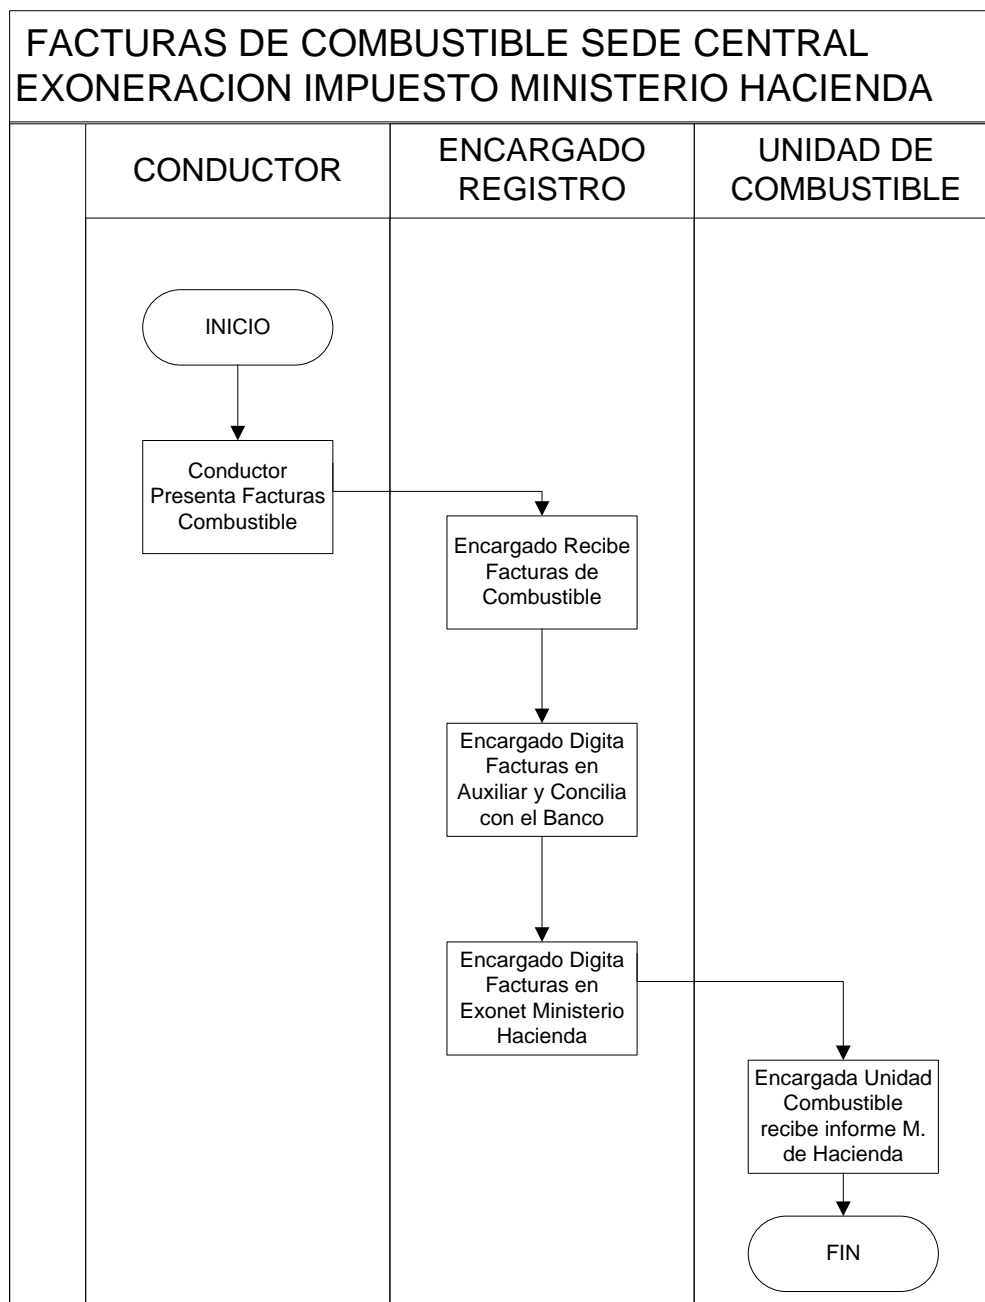 FACTURAS DE COMBUSTIBLE SEDE CENTRAL
EXONERACION IMPUESTO MINISTERIO HACIENDA
CONDUCTOR
ENCARGADO
REGISTRO
UNIDAD DE
COMBUSTIBLE
INICIO
Conductor
Presenta Facturas
Combustible
Encargado Recibe
Facturas de
Combustible
Encargado Digita
Facturas en
Auxiliar y Concilia
con el Banco
Encargado Digita
Facturas en
Exonet Ministerio
Hacienda
Encargada Unidad
Combustible
recibe informe M.
de Hacienda
FIN